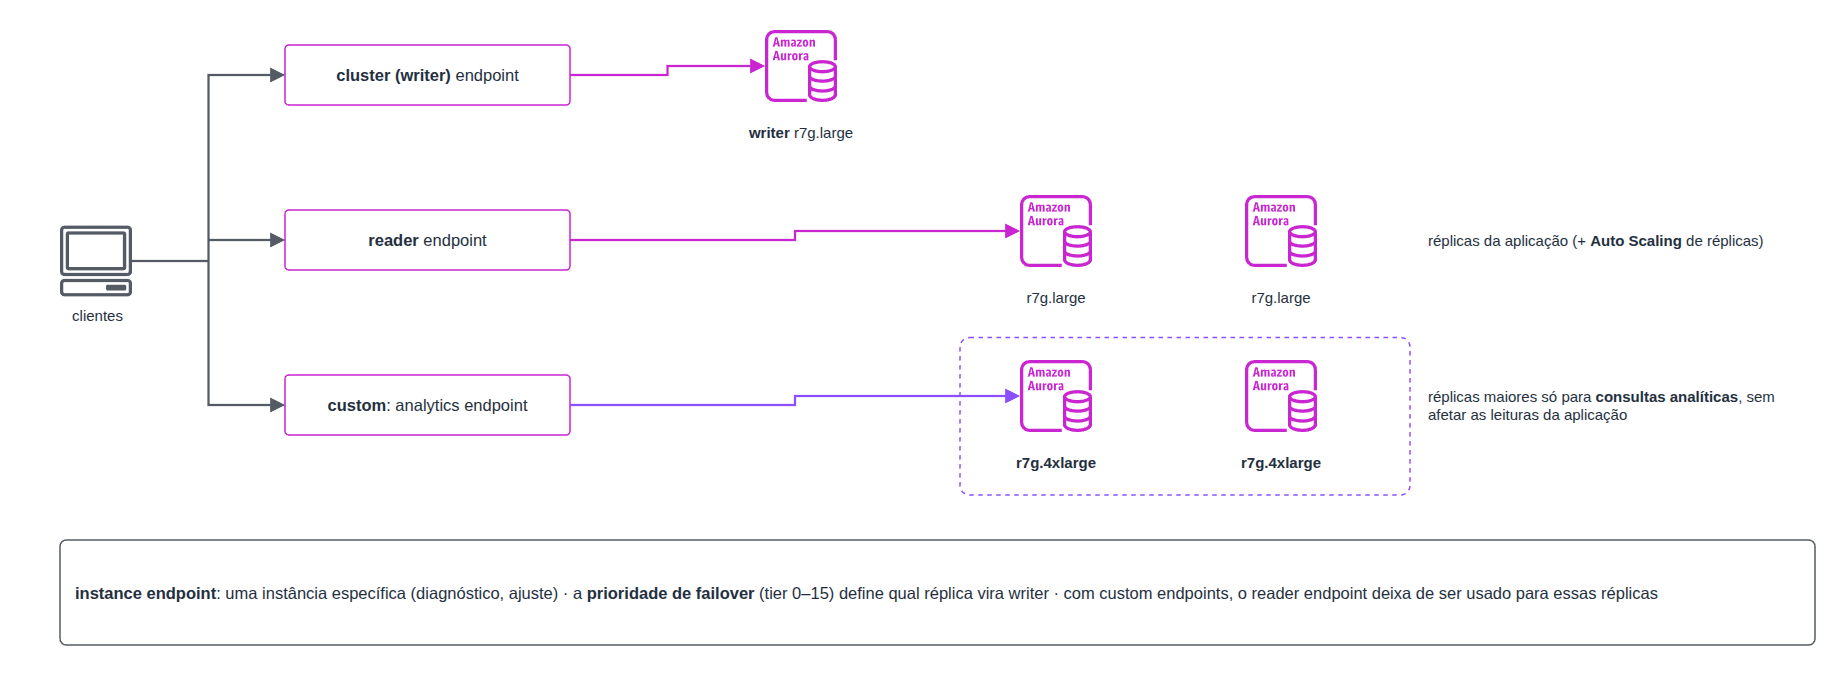 cluster (writer) endpoint
Amazon
Aurora
writer r7g.large
clientes
reader endpoint
Amazon
Aurora
r7g.large
Amazon
Aurora
r7g.large
réplicas da aplicação (+ Auto Scaling de réplicas)
custom: analytics endpoint
Amazon
Aurora
r7g.4xlarge
Amazon
Aurora
r7g.4xlarge
réplicas maiores só para consultas analíticas, sem
afetar as leituras da aplicação
instance endpoint: uma instância específica (diagnóstico, ajuste) · a prioridade de failover (tier 0–15) define qual réplica vira writer · com custom endpoints, o reader endpoint deixa de ser usado para essas réplicas